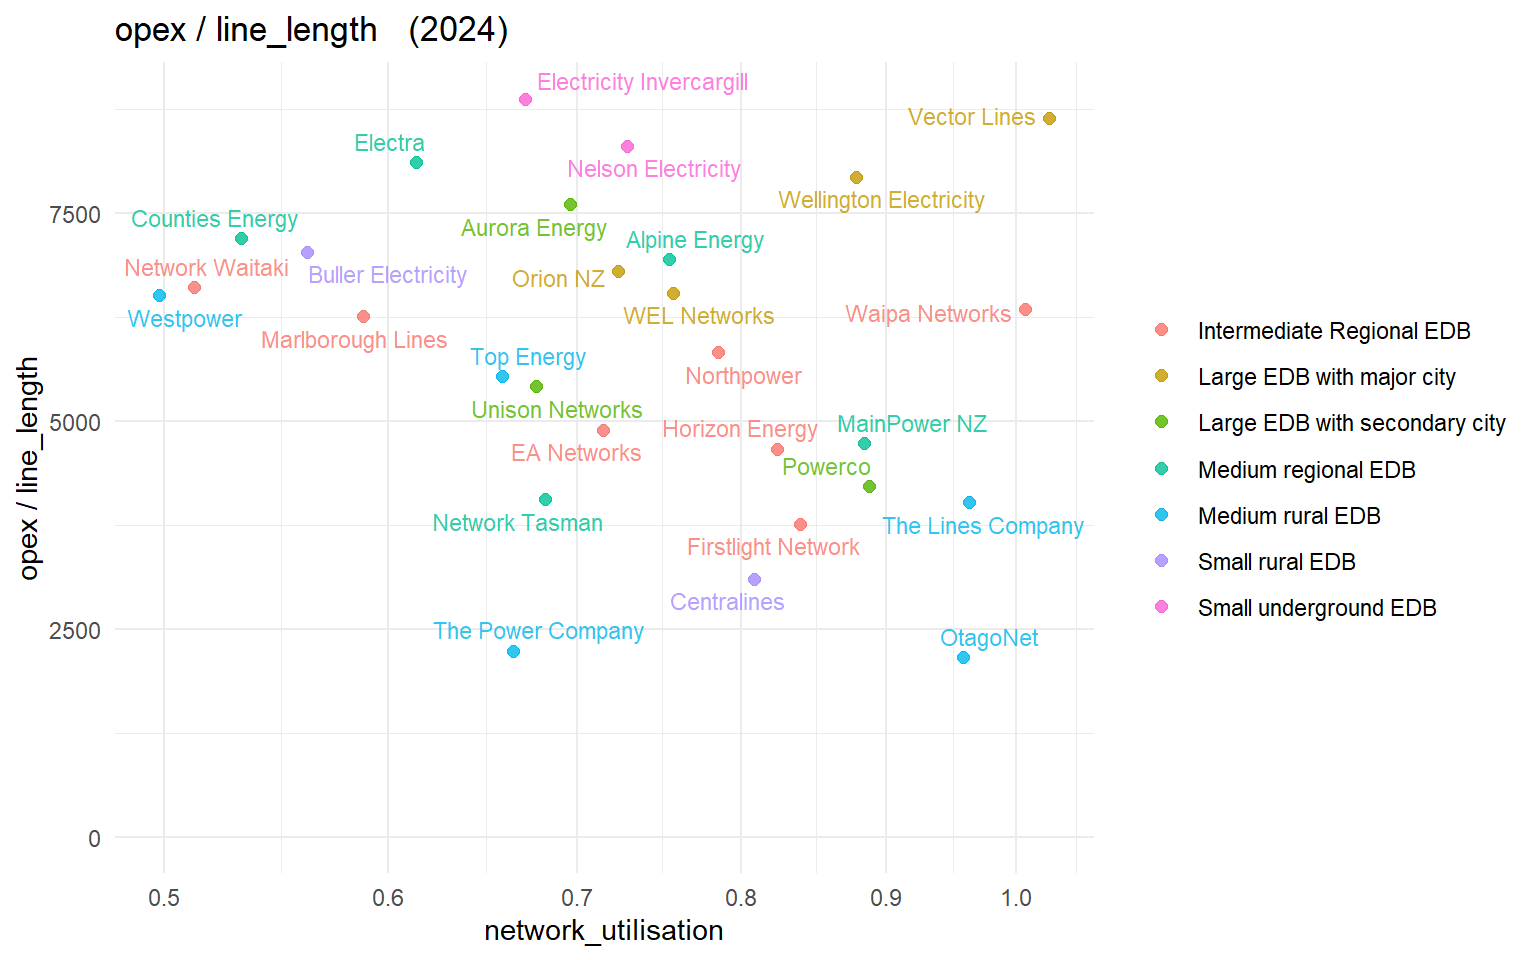 opex / line_length (2024)
Electricity Invercargill
Vector Lines
Electra
Nelson Electricity
Wellington Electricity
Counties Energy
Aurora Energy
Alpine Energy
Network Waitaki
Buller Electricity
Orion NZ
Westpower
WEL Networks
Waipa Networks
Marlborough Lines
Top Energy
Northpower
Unison Networks
Horizon Energy
MainPower NZ
EA Networks
Powerco
Network Tasman
The Lines Company
Firstlight Network
Centralines
The Power Company
OtagoNet
7500
5000
2500
0
opex / line_length
0.5
0.6
0.7
0.8
0.9
1.0
network_utilisation
Intermediate Regional EDB
Large EDB with major city
Large EDB with secondary city
Medium regional EDB
Medium rural EDB
Small rural EDB
Small underground EDB